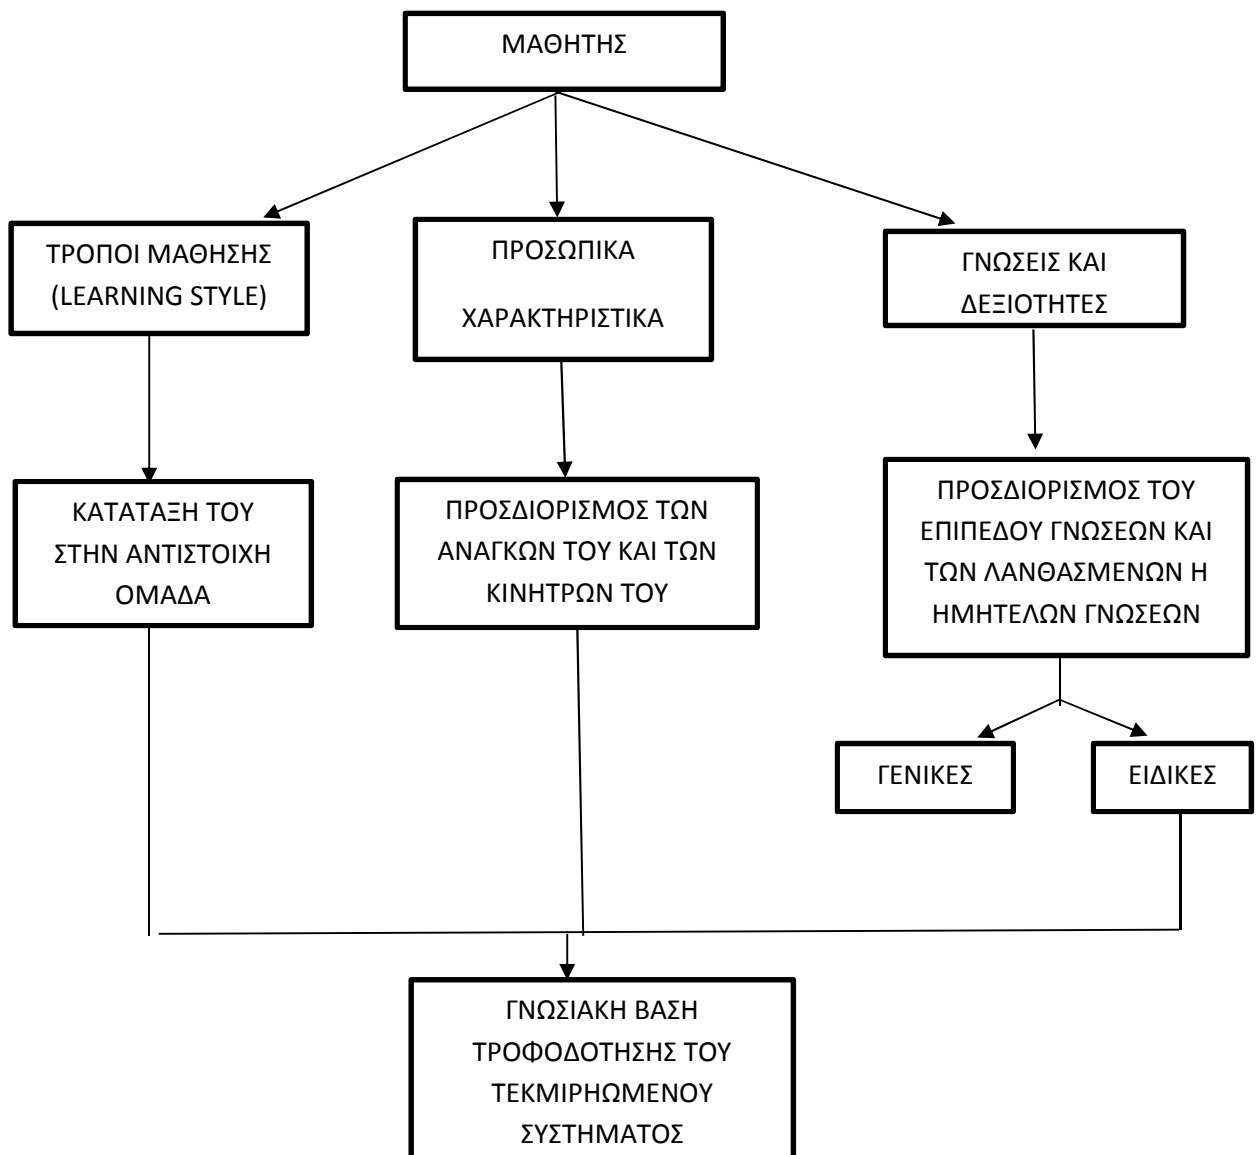 ΜΑΘΗΤΗΣ
ΤΡΟΠΟΙ ΜΑΘΗΣΗΣ
(LEARNING STYLE)
ΠΡΟΣΩΠΙΚΑ
ΧΑΡΑΚΤΗΡΙΣΤΙΚΑ
ΓΝΩΣΕΙΣ ΚΑΙ
ΔΕΞΙΟΤΗΤΕΣ
ΚΑΤΑΤΑΞΗ ΤΟΥ
ΣΤΗΝ ΑΝΤΙΣΤΟΙΧΗ
ΟΜΑΔΑ
ΠΡΟΣΔΙΟΡΙΣΜΟΣ ΤΩΝ
ΑΝΑΓΚΩΝ ΤΟΥ ΚΑΙ ΤΩΝ
ΚΙΝΗΤΡΩΝ ΤΟΥ
ΠΡΟΣΔΙΟΡΙΣΜΟΣ ΤΟΥ
ΕΠΙΠΕΔΟΥ ΓΝΩΣΕΩΝ ΚΑΙ
ΤΩΝ ΛΑΝΘΑΣΜΕΝΩΝ Η
ΗΜΗΤΕΛΩΝ ΓΝΩΣΕΩΝ
ΓΕΝΙΚΕΣ
ΕΙΔΙΚΕΣ
ΓΝΩΣΙΑΚΗ ΒΑΣΗ
ΤΡΟΦΟΔΟΤΗΣΗΣ ΤΟΥ
ΤΕΚΜΙΡΗΩΜΕΝΟΥ
ΣΥΣΤΗΜΑΤΟΣ